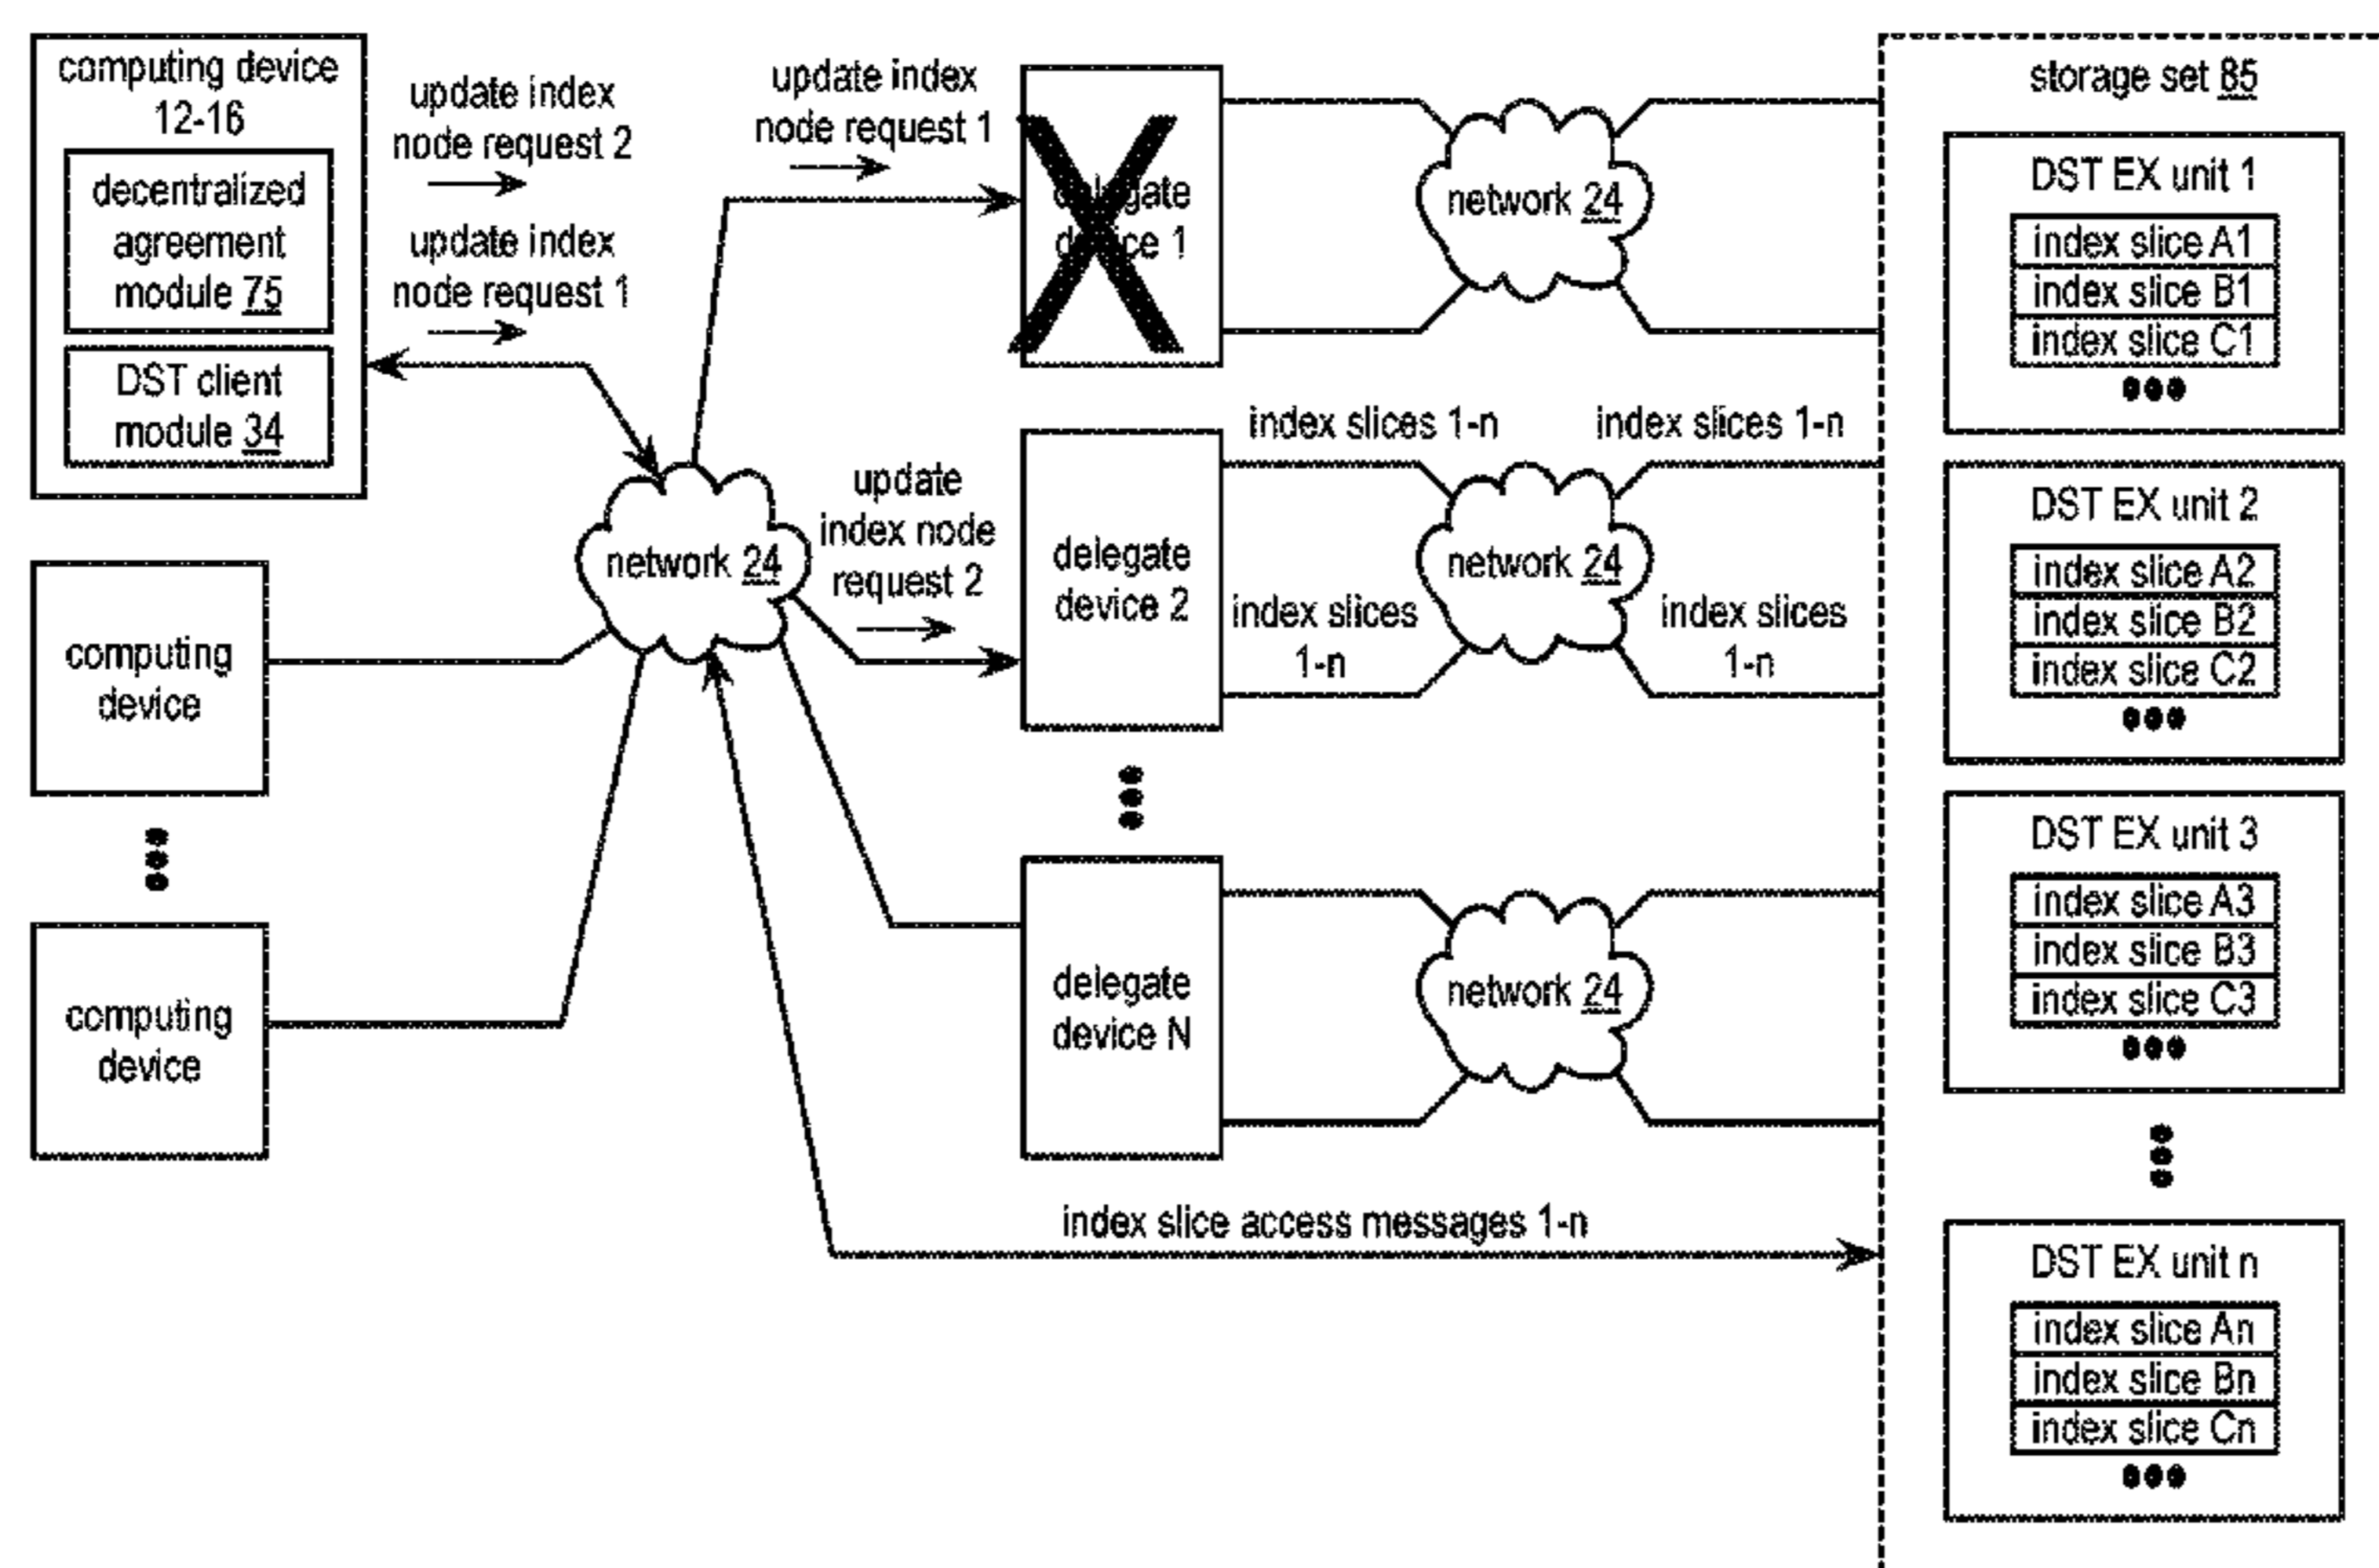 computing device
12-16
decentralized
agreement
module 75
DST client
module 34
update index
node request 2
update index
node request 1
update index
node request 1
delegate
device 1
network 24
storage set 85
DST EX unit 1
index slice A1
index slice B1
index slice C1
index slices 1-n
index slices 1-n
network 24
update
index node
request 2
delegate
device 2
network 24
index slices
1-n
index slices
1-n
DST EX unit 2
index slice A2
index slice B2
index slice C2
computing
device
computing
device
delegate
device N
network 24
DST EX unit 3
index slice A3
index slice B3
index slice C3
index slice access messages 1-n
DST EX unit n
index slice An
index slice Bn
index slice Cn